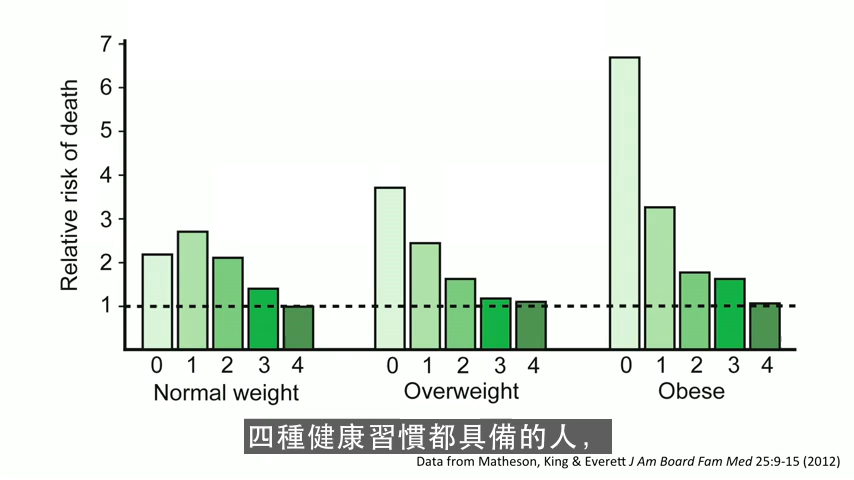 Relative risk of death
7
6
5
4
3
2
1
0 1 2 3 4 0 1 2 3 4 0 1 2 3 4
Normal weight Overweight Obese
四種健康習慣都具備的人，
Data from Matheson, King & Everett J Am Board Fam Med 25:9-15 (2012)